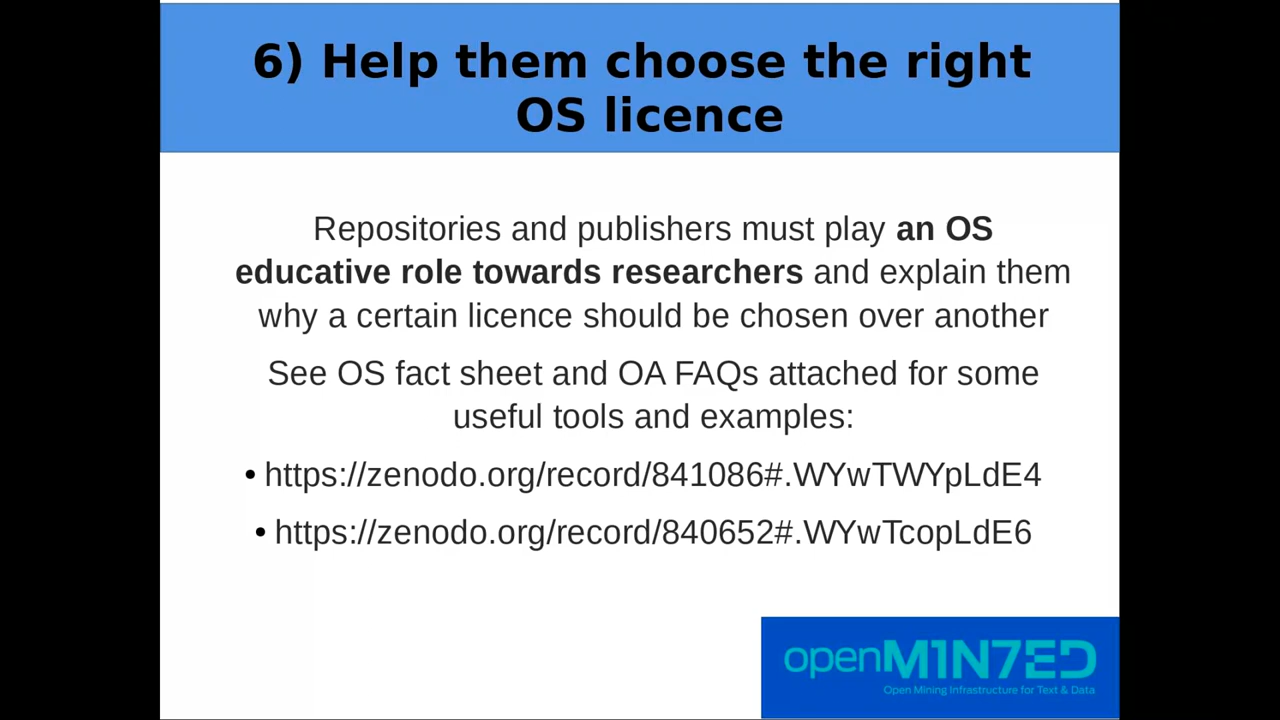 6) Help them choose the right
OS licence
Repositories and publishers must play an OS
educative role towards researchers and explain them
why a certain licence should be chosen over another
See OS fact sheet and OA FAQs attached for some
useful tools and examples:
• https://zenodo.org/record/841086#.WYwTWYpLdE4
• https://zenodo.org/record/840652#.WYwTcopLdE6
openM1N7ED
Open Mining Infrastructure for Text & Data